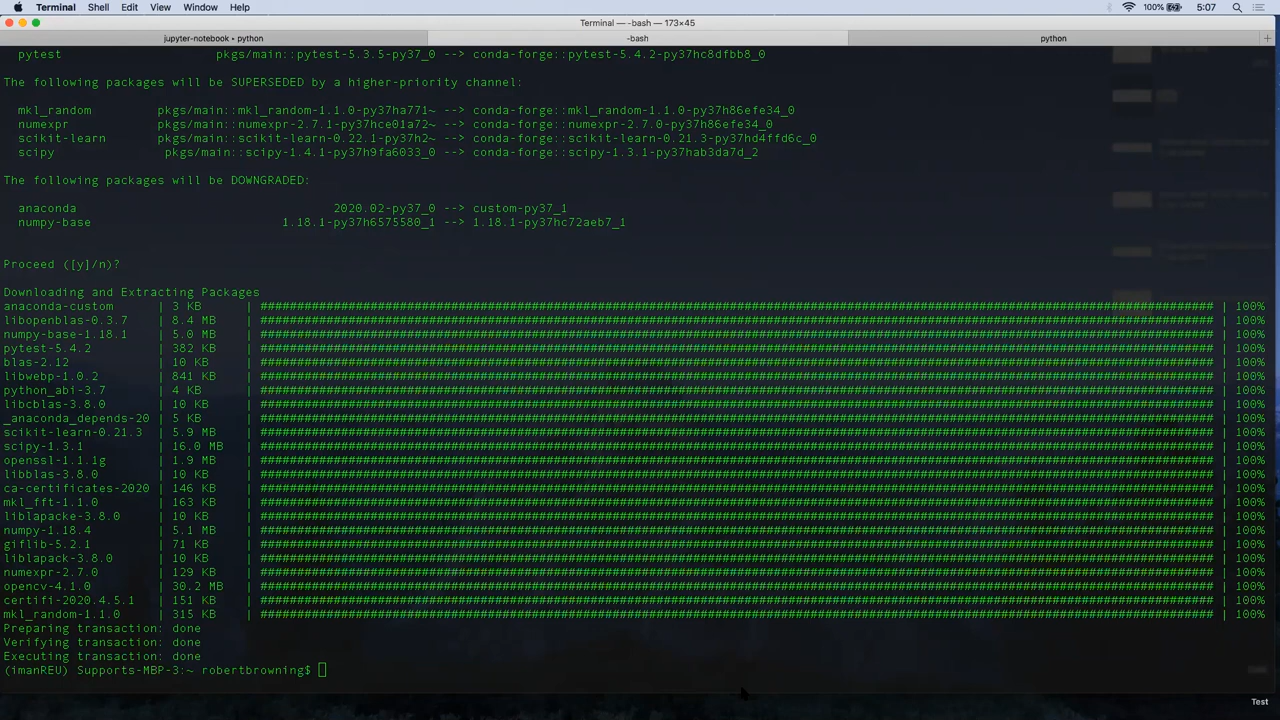 Terminal Shell Edit View Window Help 100% 5:07
Terminal — -bash — 173×45
jupyter-notebook • python -bash python
pytest pkgs/main::pytest-5.3.5-py37_0 --> conda-forge::pytest-5.4.2-py37hc8dfbb8_0
The following packages will be SUPERSEDED by a higher-priority channel:
mkl_random pkgs/main::mkl_random-1.1.0-py37ha771~ --> conda-forge::mkl_random-1.1.0-py37h86efe34_0
numexpr pkgs/main::numexpr-2.7.1-py37hce01a72~ --> conda-forge::numexpr-2.7.0-py37h86efe34_0
scikit-learn pkgs/main::scikit-learn-0.22.1-py37h2~ --> conda-forge::scikit-learn-0.21.3-py37hd4ffd6c_0
scipy pkgs/main::scipy-1.4.1-py37h9fa6033_0 --> conda-forge::scipy-1.3.1-py37hab3da7d_2
The following packages will be DOWNGRADED:
anaconda 2020.02-py37_0 --> custom-py37_1
numpy-base 1.18.1-py37h6575580_1 --> 1.18.1-py37hc72aeb7_1
Proceed ([y]/n)?
Downloading and Extracting Packages
anaconda-custom | 3 KB | | 100%
libopenblas-0.3.7 | 8.4 MB | | 100%
numpy-base-1.18.1 | 5.0 MB | | 100%
pytest-5.4.2 | 382 KB | | 100%
blas-2.12 | 10 KB | | 100%
libwebp-1.0.2 | 841 KB | | 100%
python_abi-3.7 | 4 KB | | 100%
libcblas-3.8.0 | 10 KB | | 100%
_anaconda_depends-20 | 5 KB | | 100%
scikit-learn-0.21.3 | 5.9 MB | | 100%
scipy-1.3.1 | 16.0 MB | | 100%
openssl-1.1.1g | 1.9 MB | | 100%
libblas-3.8.0 | 10 KB | | 100%
ca-certificates-2020 | 146 KB | | 100%
mkl_fft-1.1.0 | 163 KB | | 100%
liblapacke-3.8.0 | 10 KB | | 100%
numpy-1.18.4 | 5.1 MB | | 100%
giflib-5.2.1 | 71 KB | | 100%
liblapack-3.8.0 | 10 KB | | 100%
numexpr-2.7.0 | 129 KB | | 100%
opencv-4.1.0 | 30.2 MB | | 100%
certifi-2020.4.5.1 | 151 KB | | 100%
mkl_random-1.1.0 | 315 KB | | 100%
Preparing transaction: done
Verifying transaction: done
Executing transaction: done
(imanREU) Supports-MBP-3:~ robertbrowning$
Test